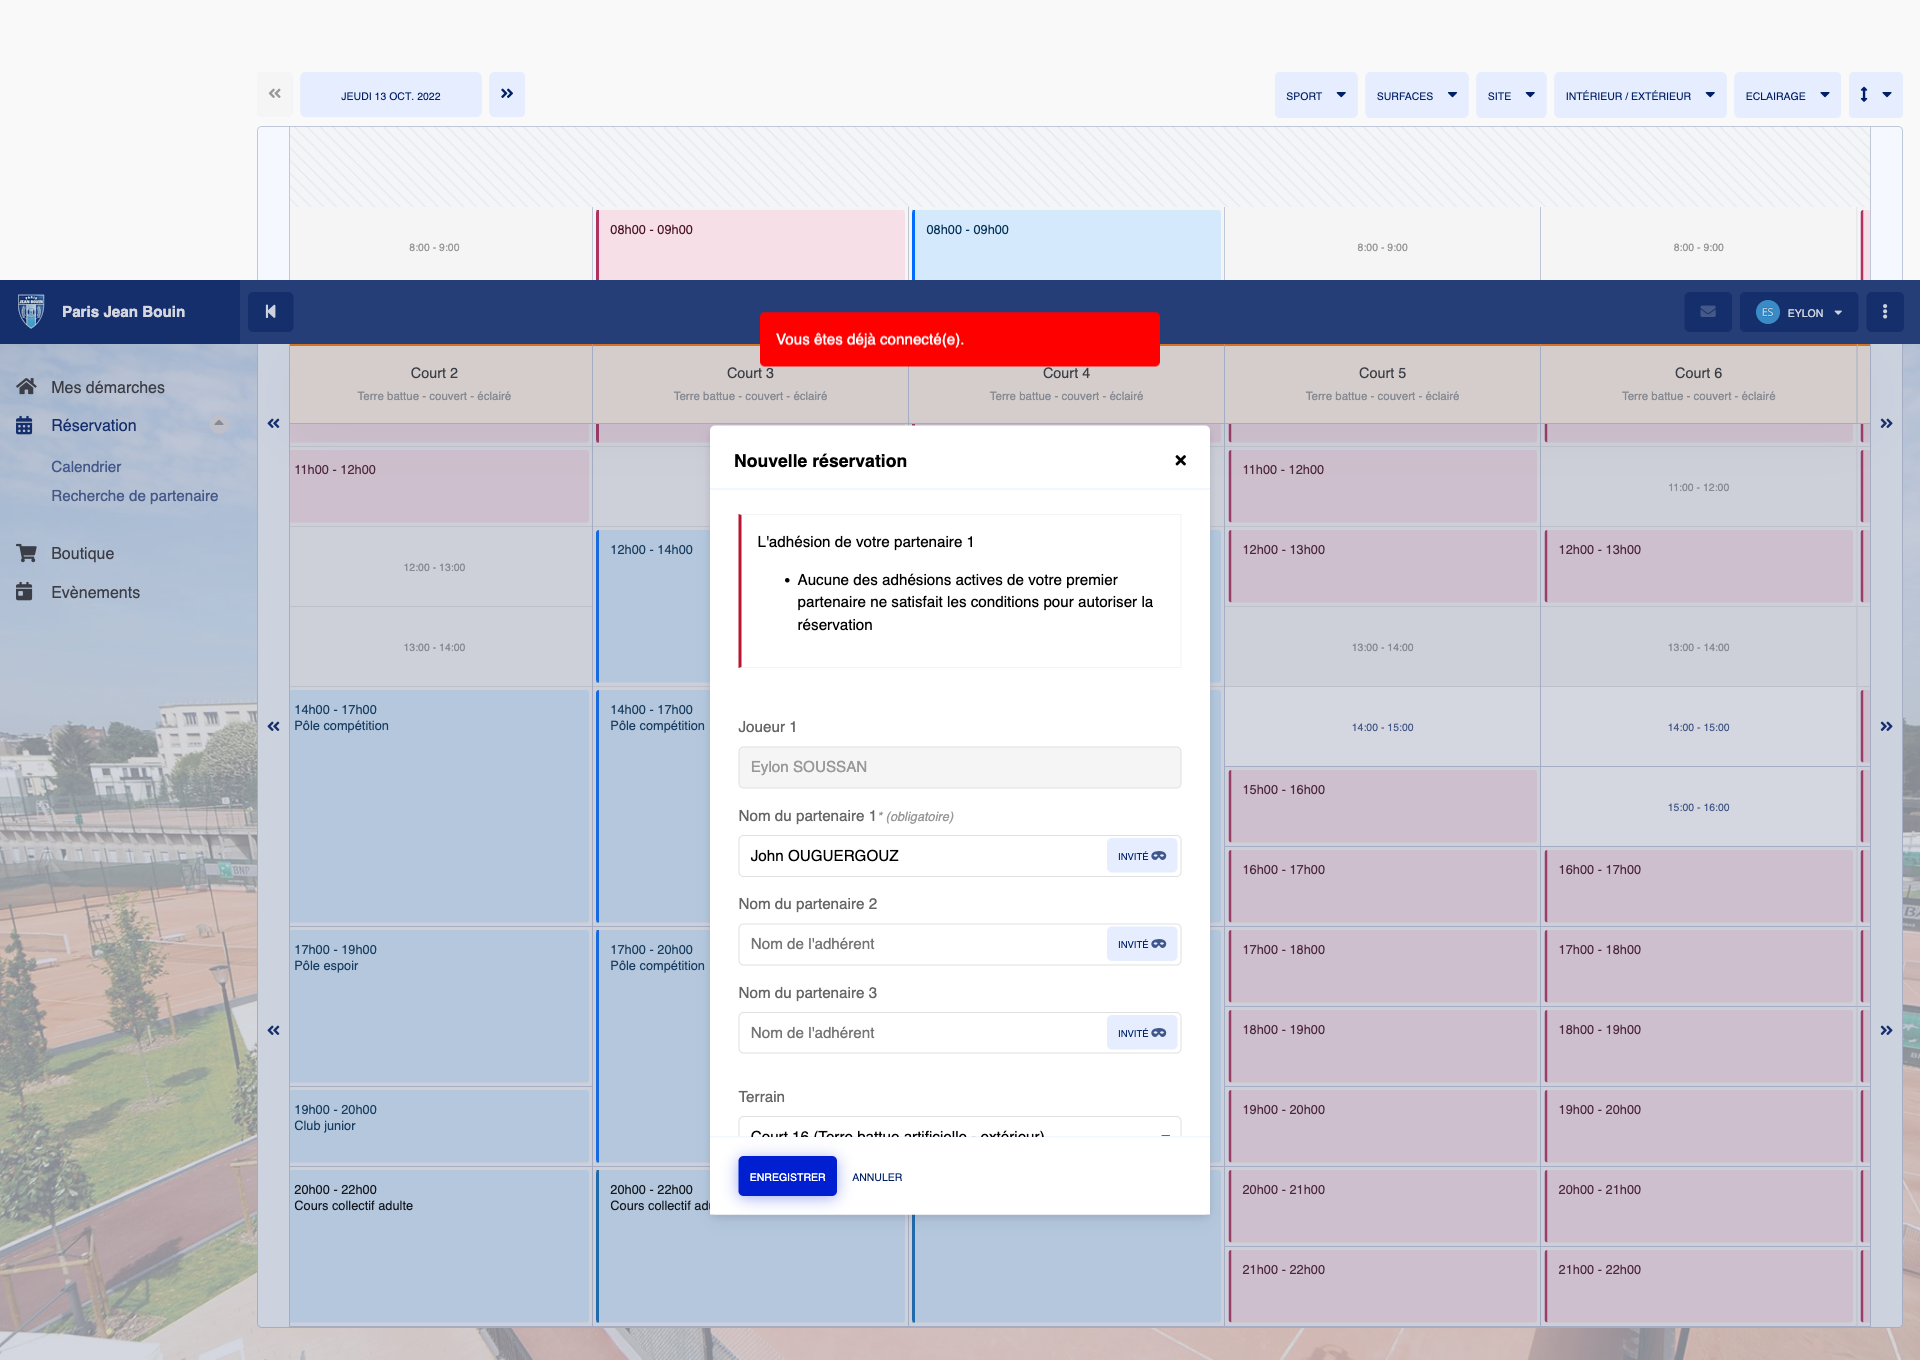 JEUDI 13 OCT. 2022
SPORT
SURFACES
SITE
INTÉRIEUR / EXTÉRIEUR
ECLAIRAGE
8:00 - 9:00
08h00 - 09h00
08h00 - 09h00
8:00 - 9:00
8:00 - 9:00
Paris Jean Bouin
ES EYLON
Vous êtes déjà connecté(e).
Mes démarches
Réservation
Calendrier
Recherche de partenaire
Boutique
Evènements
Court 2
Terre battue - couvert - éclairé
Court 3
Terre battue - couvert - éclairé
Court 4
Terre battue - couvert - éclairé
Court 5
Terre battue - couvert - éclairé
Court 6
Terre battue - couvert - éclairé
11h00 - 12h00
12:00 - 13:00
13:00 - 14:00
14h00 - 17h00
Pôle compétition
17h00 - 19h00
Pôle espoir
19h00 - 20h00
Club junior
20h00 - 22h00
Cours collectif adulte
12h00 - 14h00
14h00 - 17h00
Pôle compétition
17h00 - 20h00
Pôle compétition
20h00 - 22h00
Cours collectif adu
Nouvelle réservation
L'adhésion de votre partenaire 1
• Aucune des adhésions actives de votre premier
partenaire ne satisfait les conditions pour autoriser la
réservation
Joueur 1
Eylon SOUSSAN
Nom du partenaire 1* (obligatoire)
John OUGUERGOUZ
INVITÉ
Nom du partenaire 2
Nom de l'adhérent
INVITÉ
Nom du partenaire 3
Nom de l'adhérent
INVITÉ
Terrain
Court 16 (Terre battue artificielle - extérieur)
ENREGISTRER
ANNULER
11h00 - 12h00
12h00 - 13h00
13:00 - 14:00
14:00 - 15:00
15h00 - 16h00
16h00 - 17h00
17h00 - 18h00
18h00 - 19h00
19h00 - 20h00
20h00 - 21h00
21h00 - 22h00
11:00 - 12:00
12h00 - 13h00
13:00 - 14:00
14:00 - 15:00
15:00 - 16:00
16h00 - 17h00
17h00 - 18h00
18h00 - 19h00
19h00 - 20h00
20h00 - 21h00
21h00 - 22h00